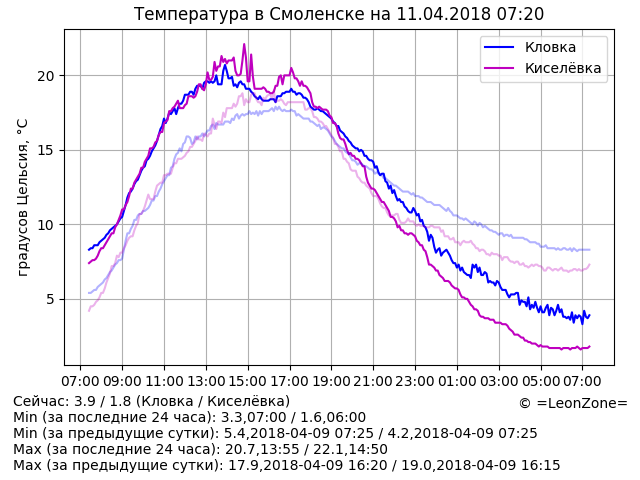 Температура в Смоленске на 11.04.2018 07:20
Кловка
Киселёвка
градусов Цельсия, °C
20
15
10
5
07:00 09:00 11:00 13:00 15:00 17:00 19:00 21:00 23:00 01:00 03:00 05:00 07:00
Сейчас: 3.9 / 1.8 (Кловка / Киселёвка)
© =LeonZone=
Min (за последние 24 часа): 3.3,07:00 / 1.6,06:00
Min (за предыдущие сутки): 5.4,2018-04-09 07:25 / 4.2,2018-04-09 07:25
Max (за последние 24 часа): 20.7,13:55 / 22.1,14:50
Max (за предыдущие сутки): 17.9,2018-04-09 16:20 / 19.0,2018-04-09 16:15